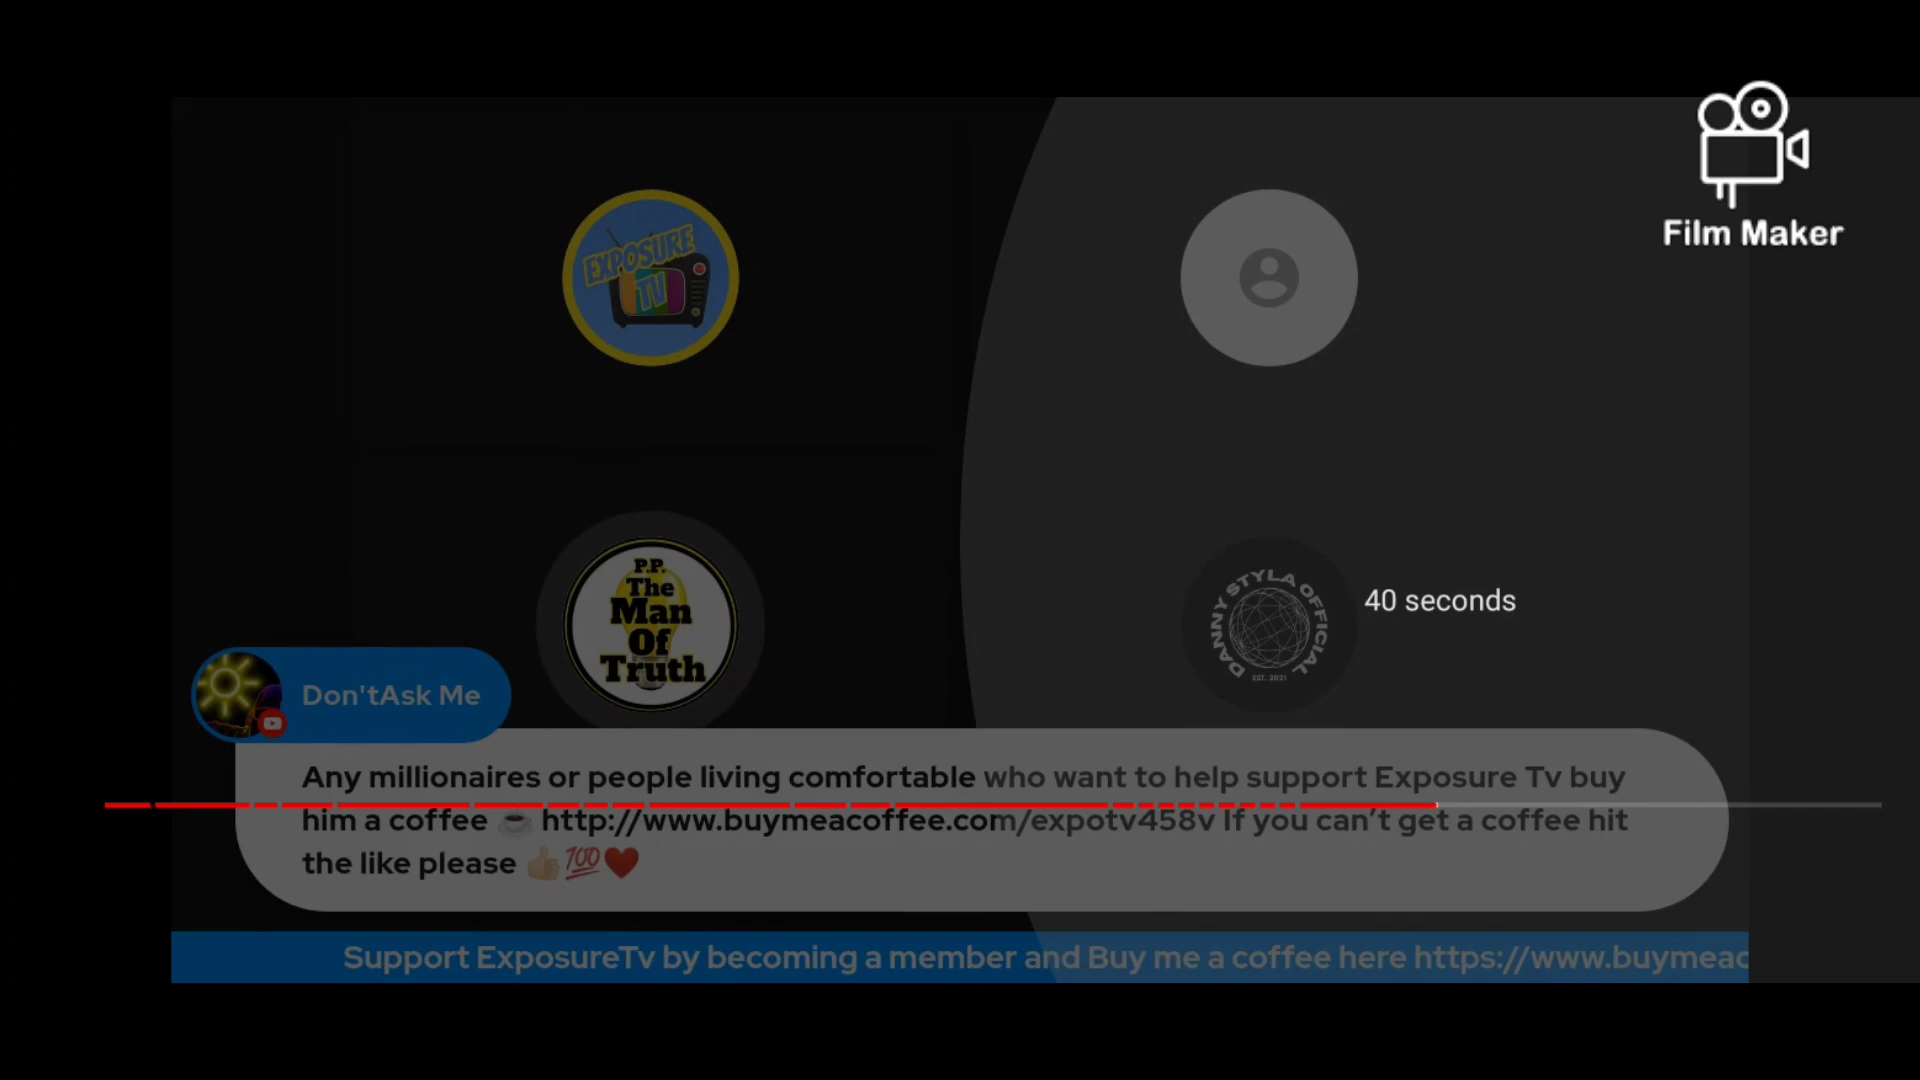 Film Maker
EXPOSURE
TV
P.P.
The
Man
Of
Truth
DANNY STYLA OFFICIAL
EST. 2021
40 seconds
Don'tAsk Me
Any millionaires or people living comfortable who want to help support Exposure Tv buy
him a coffee ☕ http://www.buymeacoffee.com/expotv458v If you can’t get a coffee hit
the like please 👍🏻💯❤️
Support ExposureTv by becoming a member and Buy me a coffee here https://www.buymeac